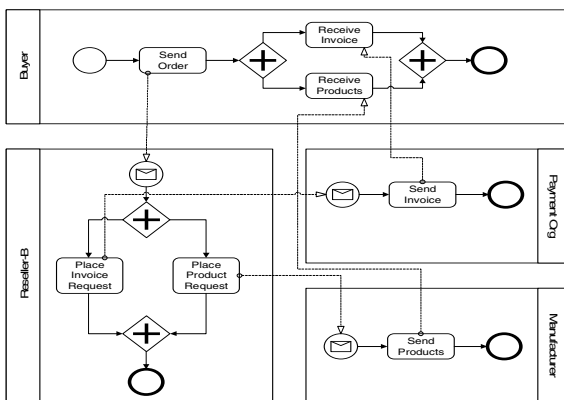 Buyer
Send
Order
Receive
Invoice
Receive
Products
Reseller-B
Place
Invoice
Request
Place
Product
Request
Send
Invoice
Payment Org
Send
Products
Manufacturer